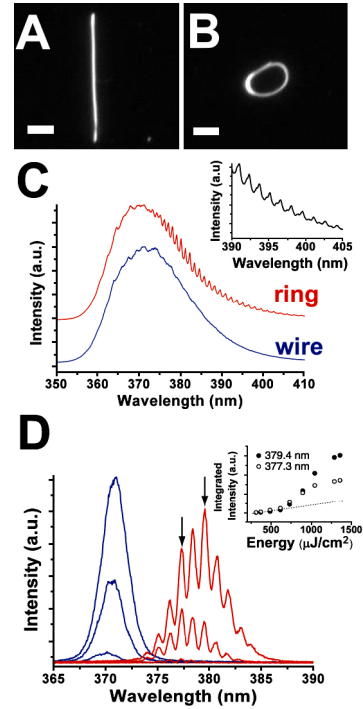 A
B
C
Intensity (a.u.)
Intensity (a.u)
390 395 400 405
Wavelength (nm)
ring
wire
350 360 370 380 390 400 410
Wavelength (nm)
D
Intensity (a.u.)
Integrated
Intensity (a.u.)
379.4 nm
377.3 nm
500 1000 1500
Energy (μJ/cm²)
365 370 375 380 385 390
Wavelength (nm)